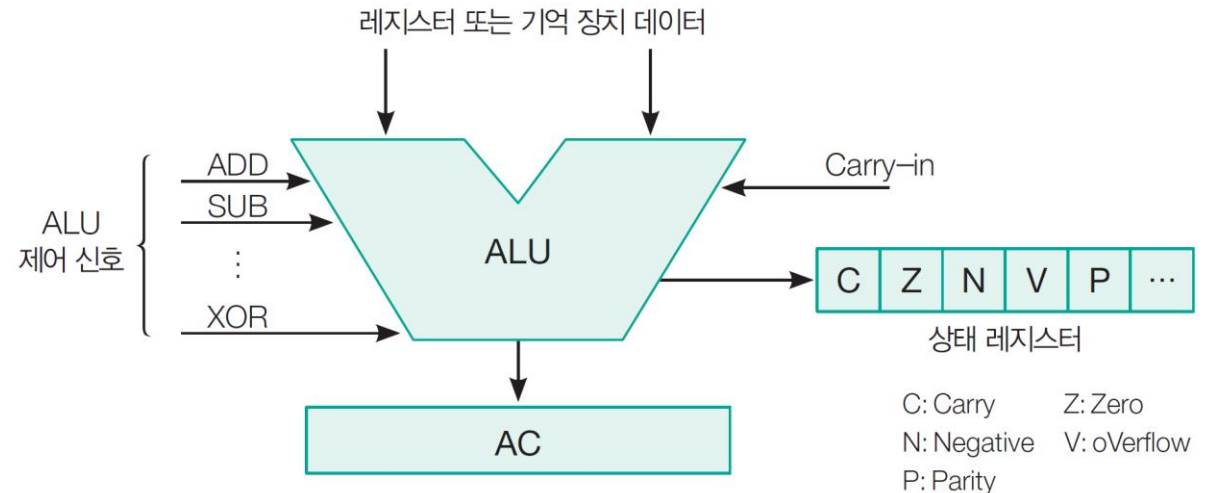 레지스터 또는 기억 장치 데이터
ADD
SUB
⋮
XOR
ALU
제어 신호
ALU
Carry-in
C Z N V P ⋯
상태 레지스터
AC
C: Carry Z: Zero
N: Negative V: oVerflow
P: Parity